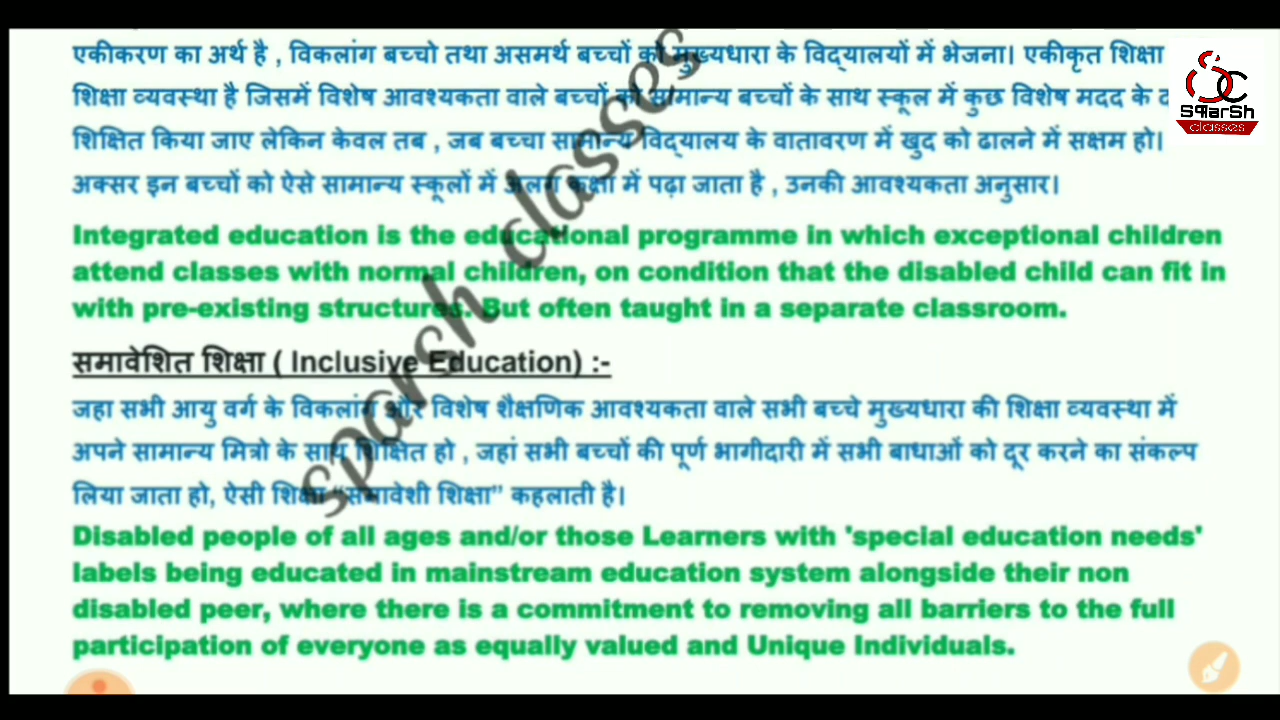 एकीकरण का अर्थ है , विकलांग बच्चो तथा असमर्थ बच्चों को मुख्यधारा के विद्यालयों में भेजना। एकीकृत शिक्षा
शिक्षा व्यवस्था है जिसमें विशेष आवश्यकता वाले बच्चों को सामान्य बच्चों के साथ स्कूल में कुछ विशेष मदद के
शिक्षित किया जाए लेकिन केवल तब , जब बच्चा सामान्य विद्यालय के वातावरण में खुद को ढालने में सक्षम हो।
अक्सर इन बच्चों को ऐसे सामान्य स्कूलों में अलग कक्षा में पढ़ा जाता है , उनकी आवश्यकता अनुसार।
Integrated education is the educational programme in which exceptional children
attend classes with normal children, on condition that the disabled child can fit in
with pre-existing structures. But often taught in a separate classroom.
समावेशित शिक्षा ( Inclusive Education) :-
जहा सभी आयु वर्ग के विकलांग और विशेष शैक्षणिक आवश्यकता वाले सभी बच्चे मुख्यधारा की शिक्षा व्यवस्था में
अपने सामान्य मित्रो के साथ शिक्षित हो , जहां सभी बच्चों की पूर्ण भागीदारी में सभी बाधाओं को दूर करने का संकल्प
लिया जाता हो, ऐसी शिक्षा "समावेशी शिक्षा" कहलाती है।
Disabled people of all ages and/or those Learners with 'special education needs'
labels being educated in mainstream education system alongside their non
disabled peer, where there is a commitment to removing all barriers to the full
participation of everyone as equally valued and Unique Individuals.
sparsh classes
SपarSh
classes